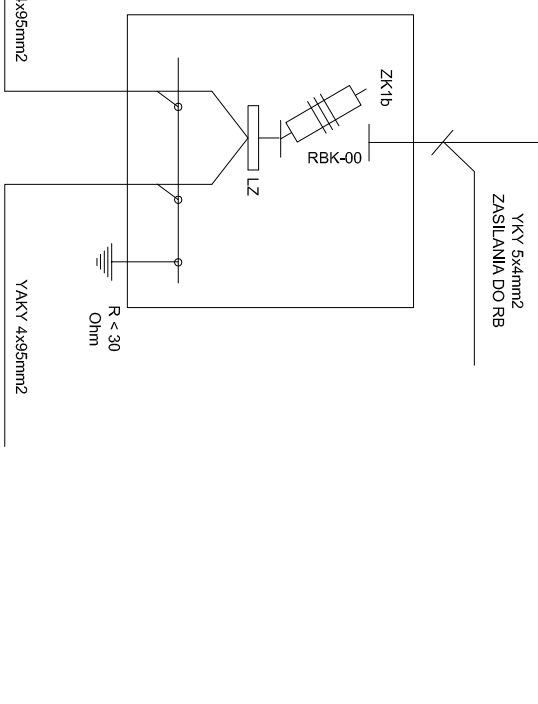 x95mm2
ZK1b
RBK-00
LZ
YKY 5x4mm2
ZASILANIA DO RB
R < 30
Ohm
YAKY 4x95mm2